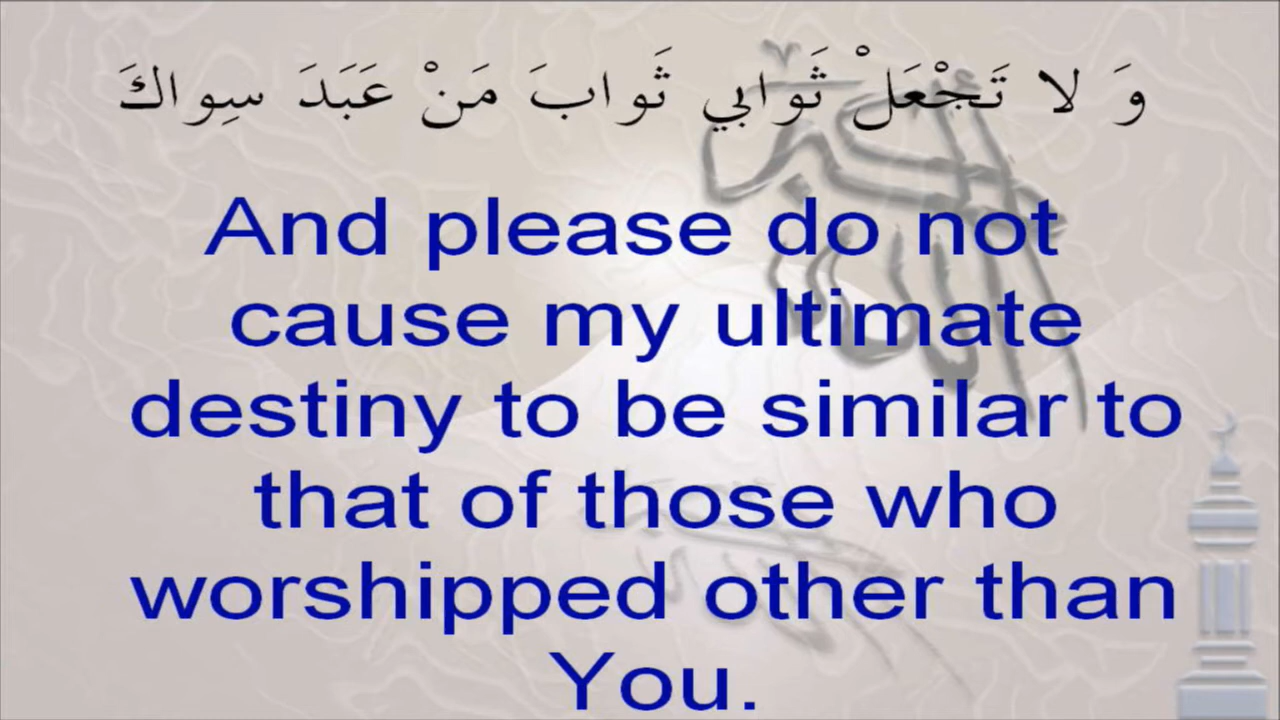 وَ لا تَجْعَلْ ثَوابي ثَوابَ مَنْ عَبَدَ سِواكَ
And please do not
cause my ultimate
destiny to be similar to
that of those who
worshipped other than
You.